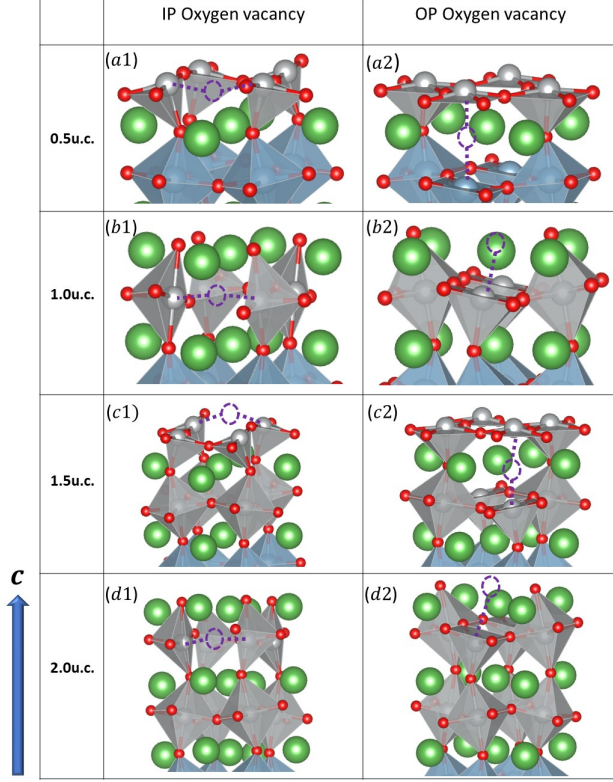 IP Oxygen vacancy
OP Oxygen vacancy
(a1)
(a2)
0.5u.c.
(b1)
(b2)
1.0u.c.
(c1)
(c2)
1.5u.c.
c
(d1)
(d2)
2.0u.c.